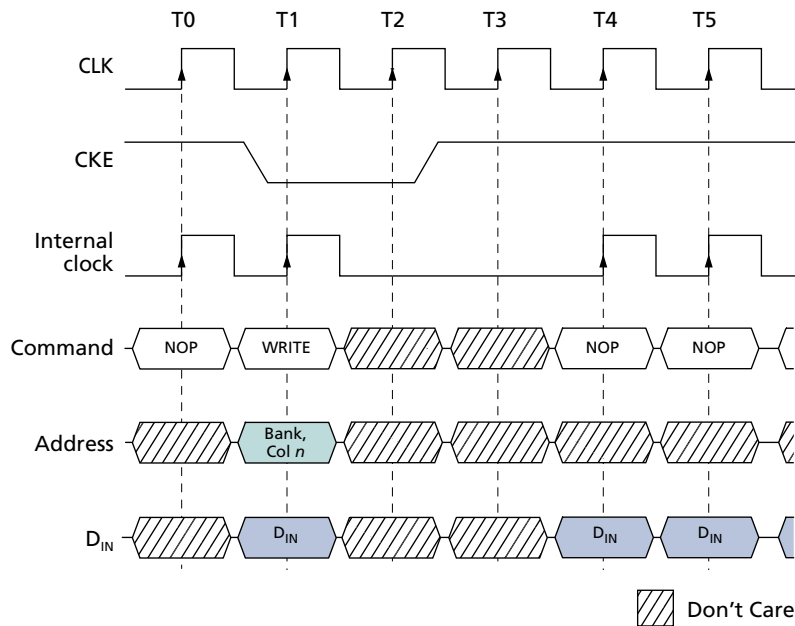 T0 T1 T2 T3 T4 T5
CLK
CKE
Internal
clock
Command NOP WRITE NOP NOP
Address Bank,
Col n
DIN DIN DIN DIN
Don't Care